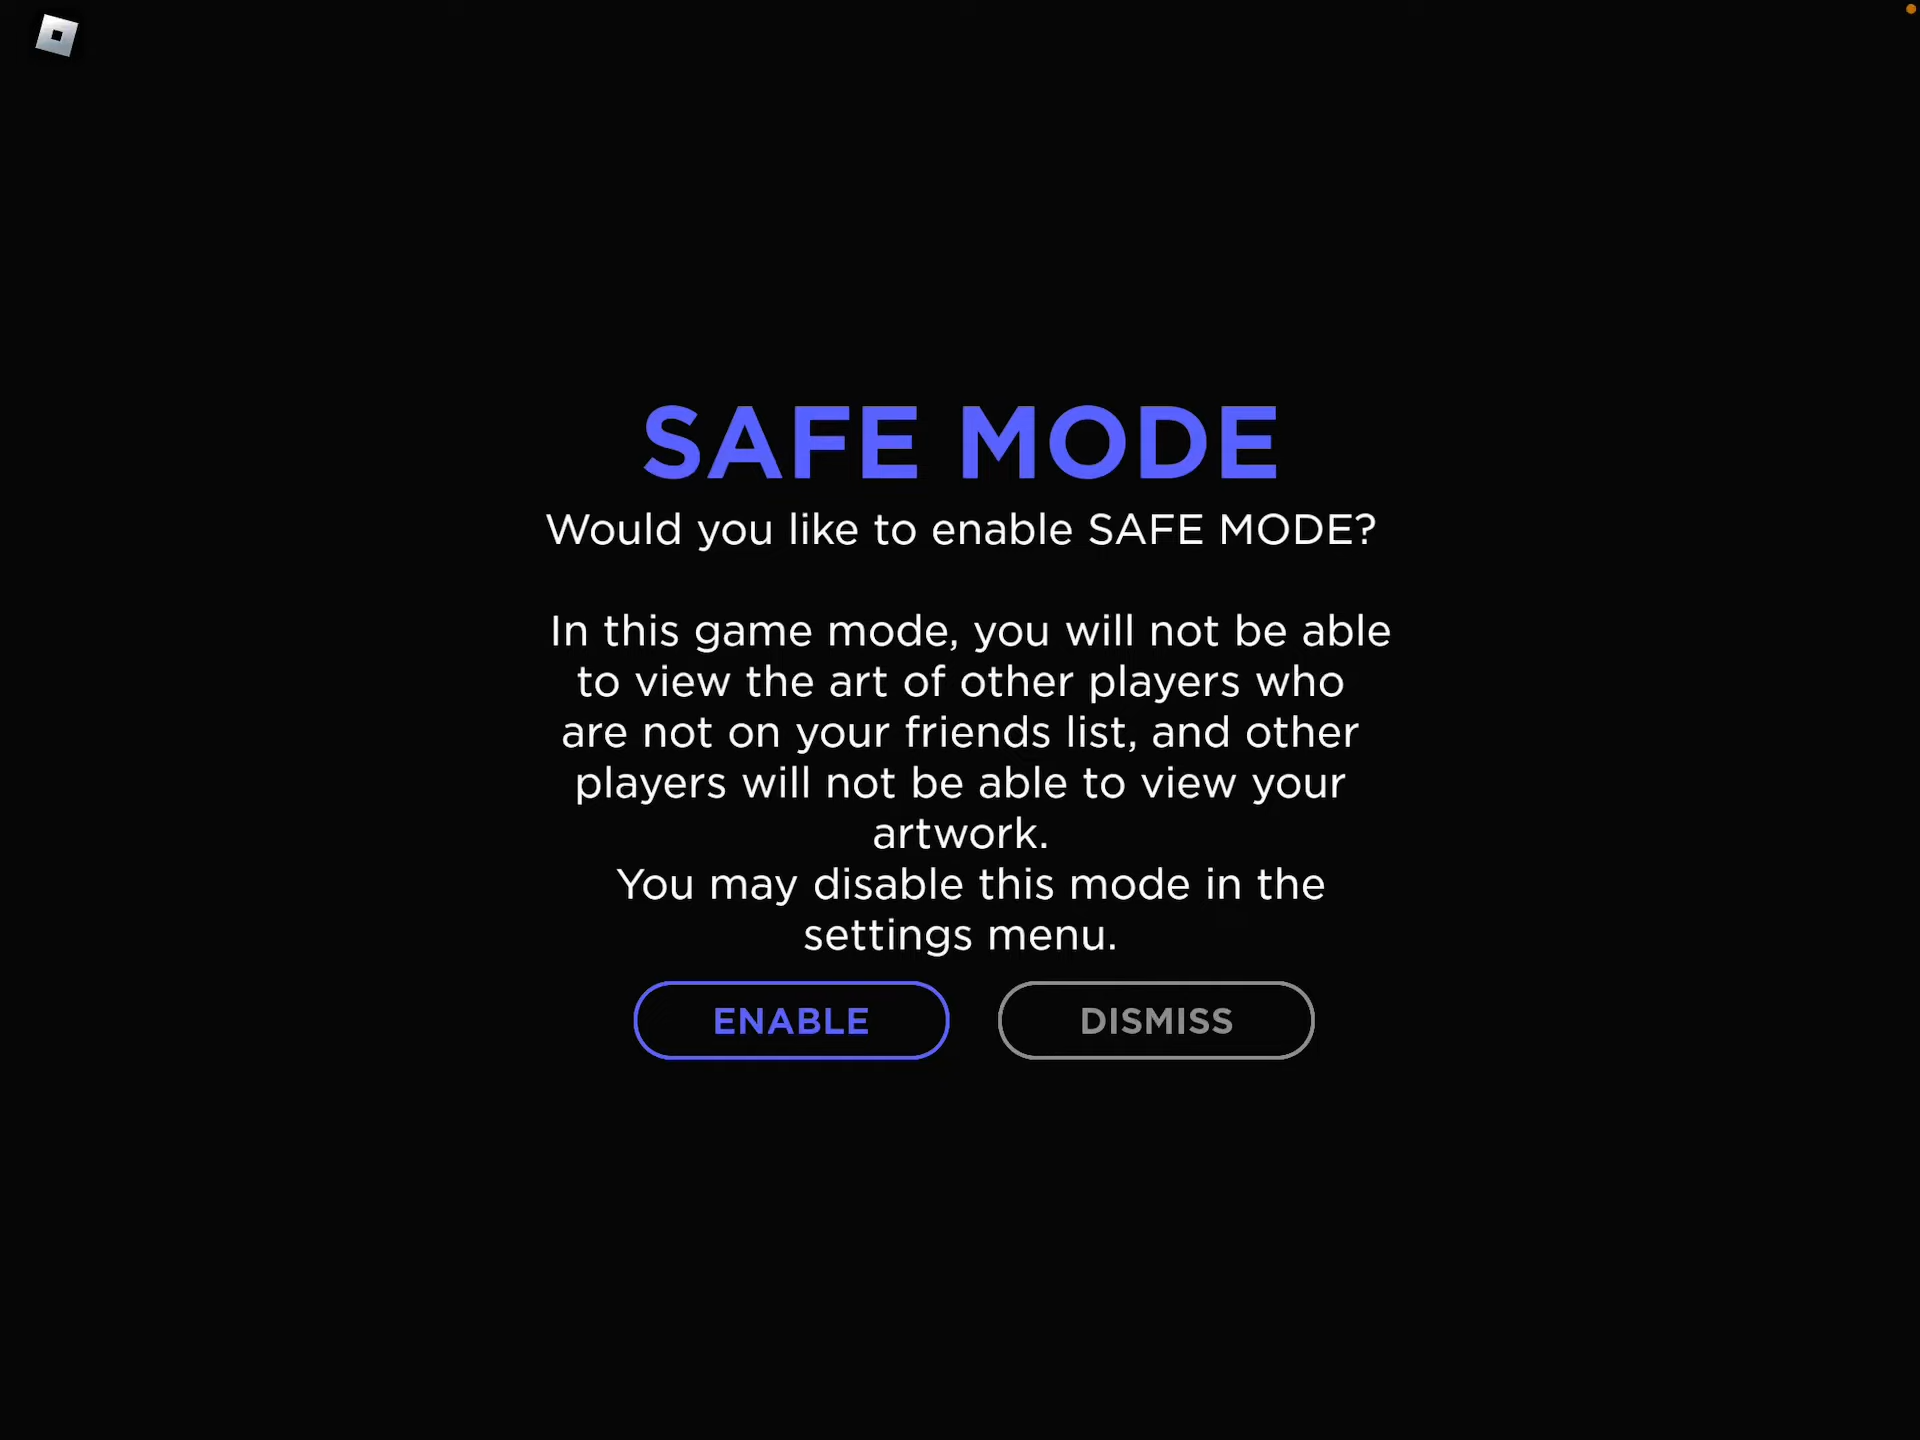 SAFE MODE
Would you like to enable SAFE MODE?
In this game mode, you will not be able
to view the art of other players who
are not on your friends list, and other
players will not be able to view your
artwork.
You may disable this mode in the
settings menu.
ENABLE
DISMISS